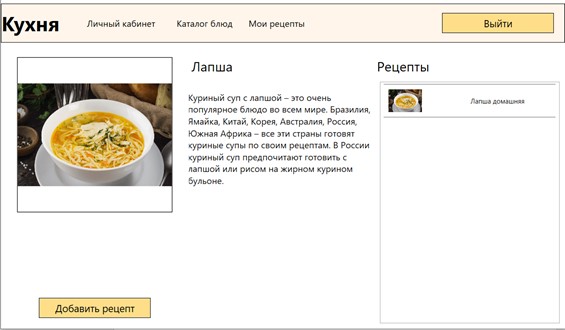 Кухня
Личный кабинет
Каталог блюд
Мои рецепты
Выйти
Лапша
Куриный суп с лапшой – это очень
популярное блюдо во всем мире. Бразилия,
Ямайка, Китай, Корея, Австралия, Россия,
Южная Африка – все эти страны готовят
куриные супы по своим рецептам. В России
куриный суп предпочитают готовить с
лапшой или рисом на жирном курином
бульоне.
Рецепты
Лапша домашняя
Добавить рецепт